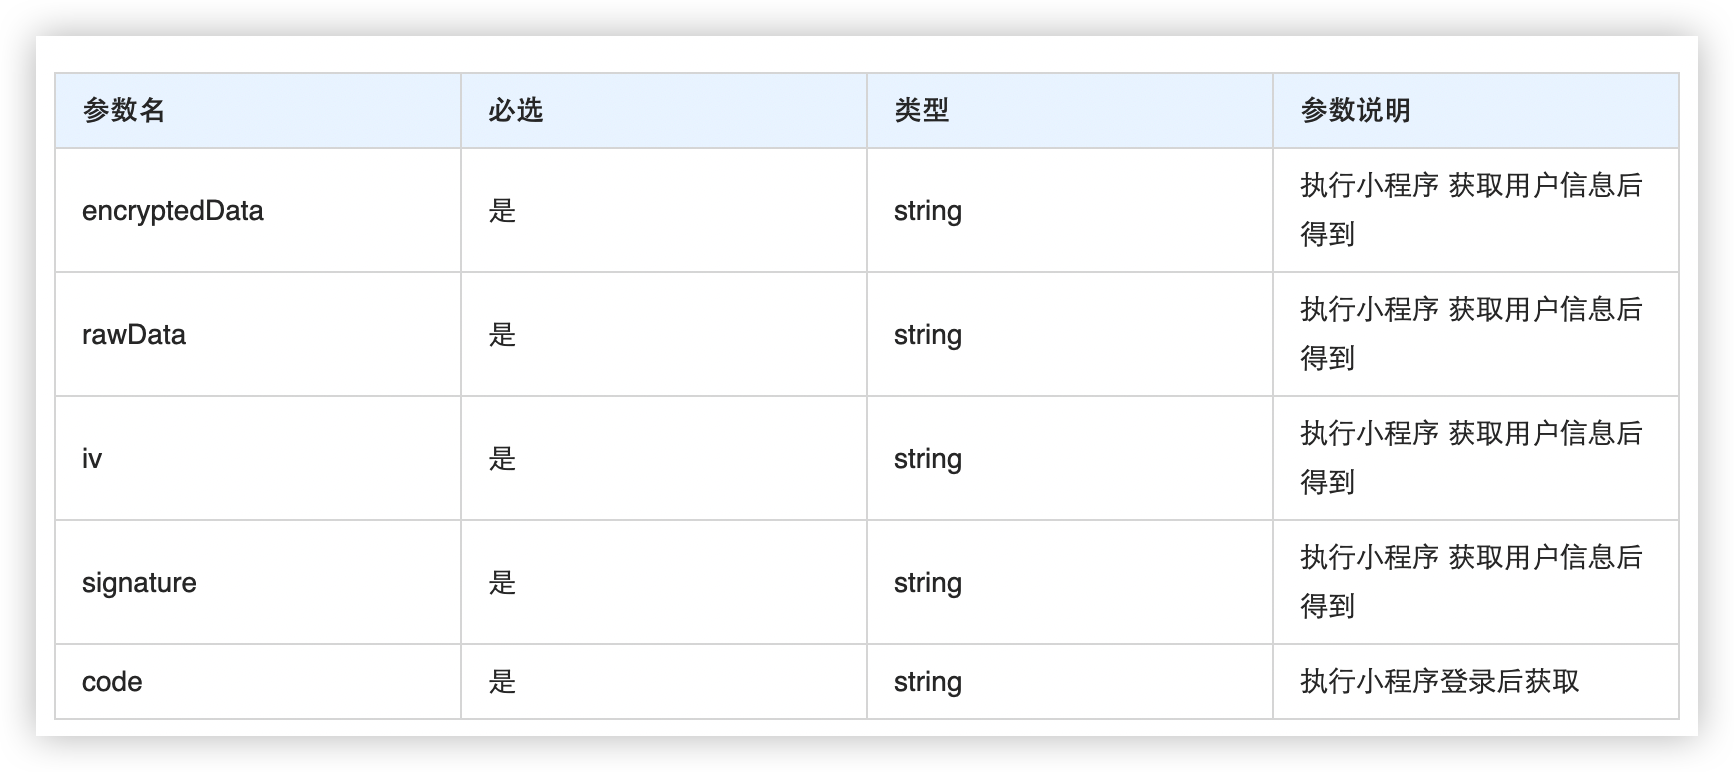 参数名 必选 类型 参数说明
encryptedData 是 string 执行小程序 获取用户信息后
得到
rawData 是 string 执行小程序 获取用户信息后
得到
iv 是 string 执行小程序 获取用户信息后
得到
signature 是 string 执行小程序 获取用户信息后
得到
code 是 string 执行小程序登录后获取